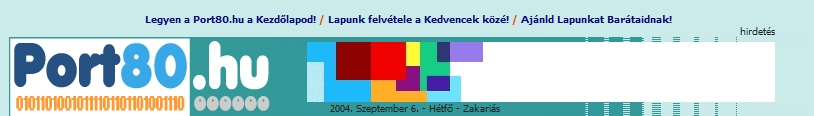 Legyen a Port80.hu a Kezdőlapod! / Lapunk felvétele a Kedvencek közé! / Ajánld Lapunkat Barátaidnak!
hirdetés
Port80.hu
01011010010111101101101001110
2004. Szeptember 6. - Hétfő - Zakariás